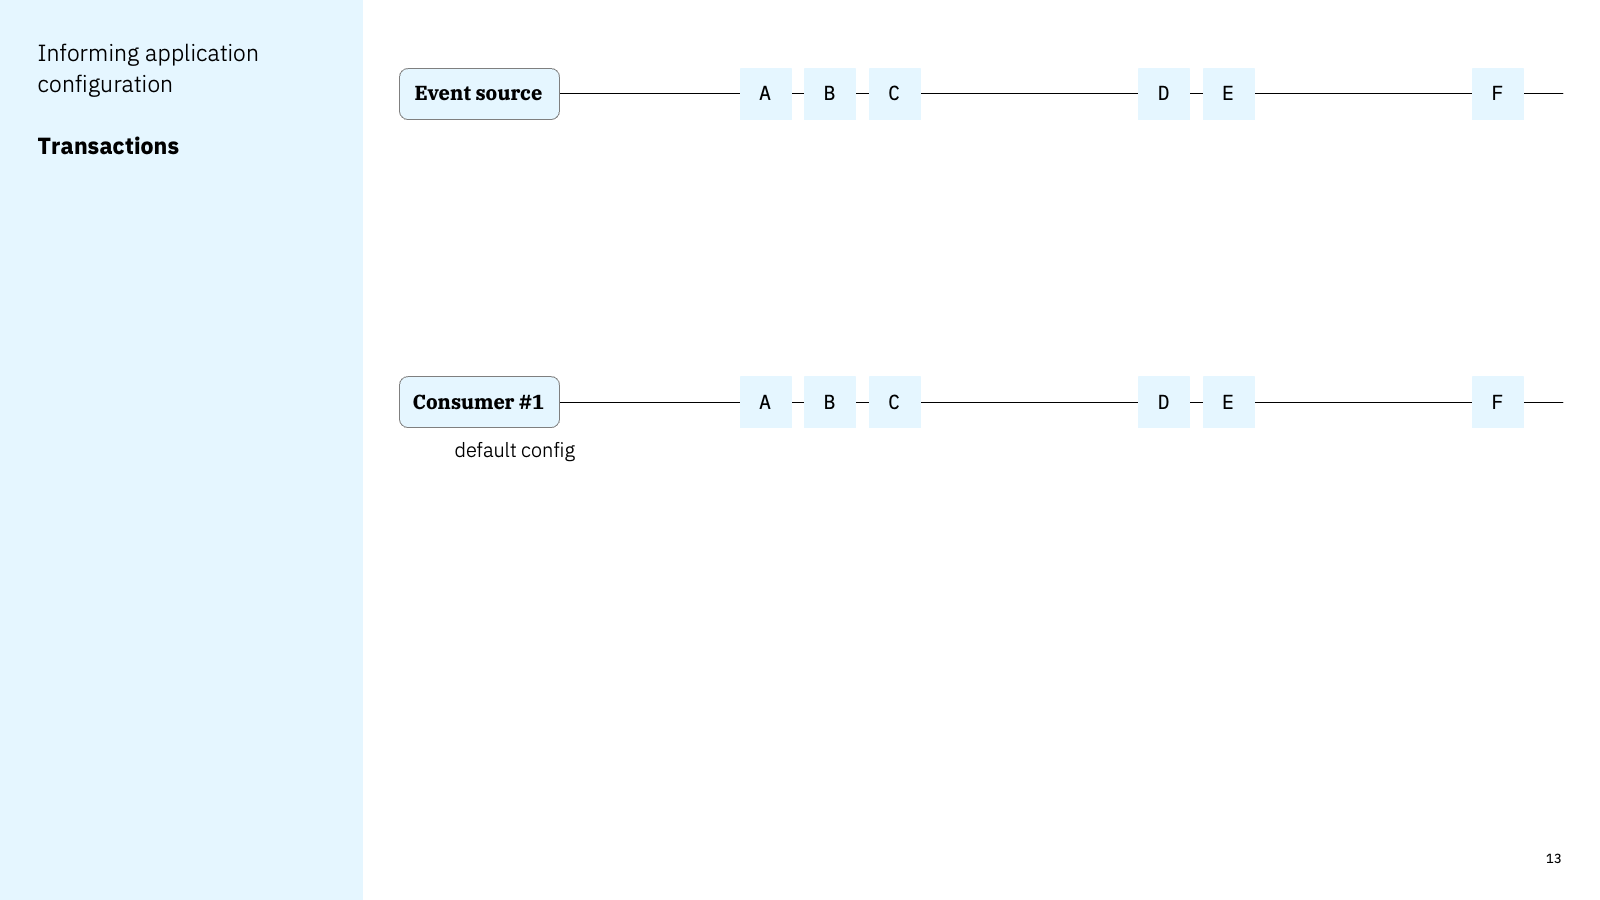 Informing application
configuration
Transactions
Event source A B C D E F
Consumer #1 A B C D E F
default config
13